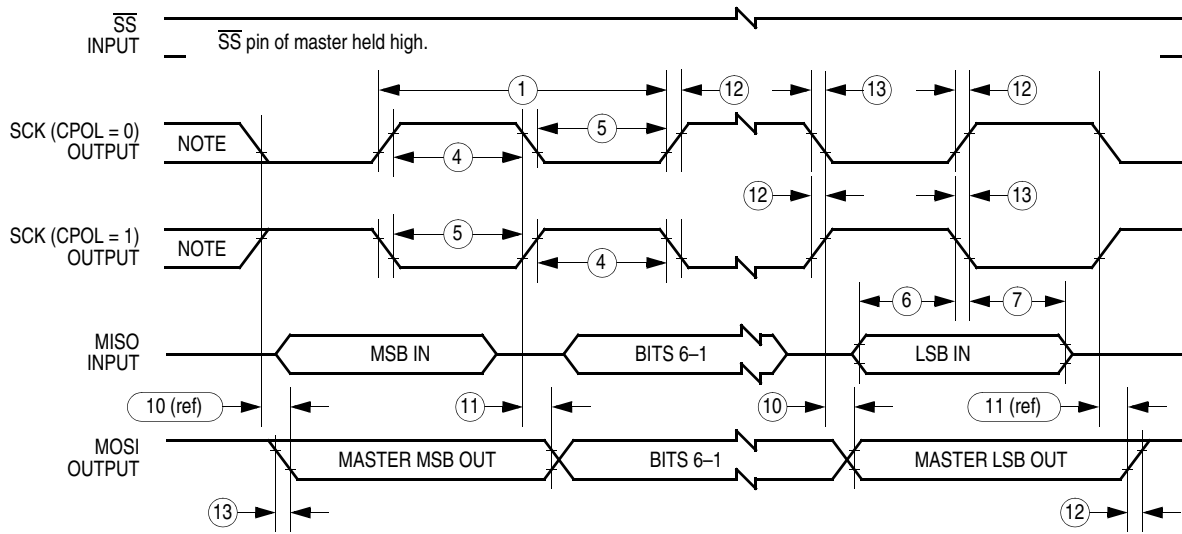 SS
INPUT
SS pin of master held high.
1
12
13
12
SCK (CPOL = 0)
OUTPUT
NOTE
5
4
12
13
SCK (CPOL = 1)
OUTPUT
NOTE
5
4
6
7
MISO
INPUT
MSB IN
BITS 6–1
LSB IN
10 (ref)
11
10
11 (ref)
MOSI
OUTPUT
MASTER MSB OUT
BITS 6–1
MASTER LSB OUT
13
12